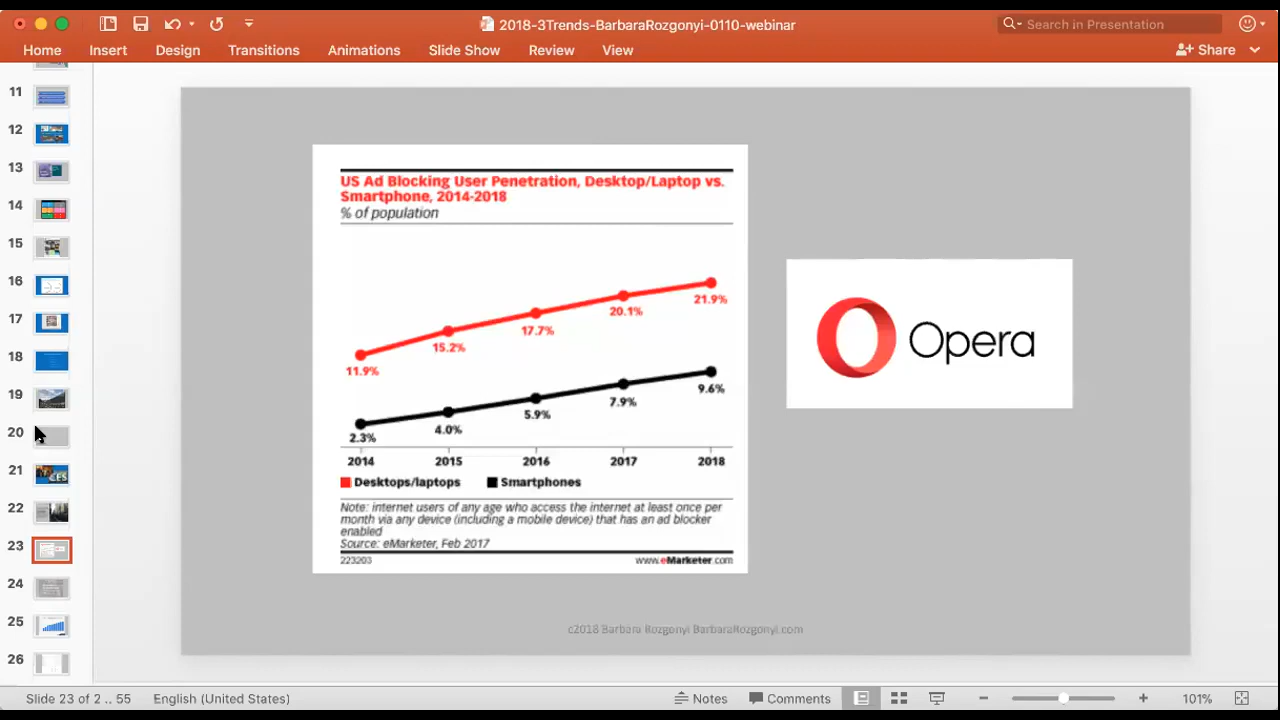 2018-3Trends-BarbaraRozgonyi-0110-webinar
Search in Presentation
Home Insert Design Transitions Animations Slide Show Review View
Share
11
12
13
14
15
16
17
18
19
20
21
22
23
24
25
26
US Ad Blocking User Penetration, Desktop/Laptop vs.
Smartphone, 2014-2018
% of population
11.9%
15.2%
17.7%
20.1%
21.9%
2.3%
4.0%
5.9%
7.9%
9.6%
2014 2015 2016 2017 2018
Desktops/laptops Smartphones
Note: internet users of any age who access the internet at least once per
month via any device (including a mobile device) that has an ad blocker
enabled
Source: eMarketer, Feb 2017
223203 www.eMarketer.com
Opera
c2018 Barbara Rozgonyi BarbaraRozgonyi.com
Slide 23 of 2 .. 55 English (United States) Notes Comments 101%